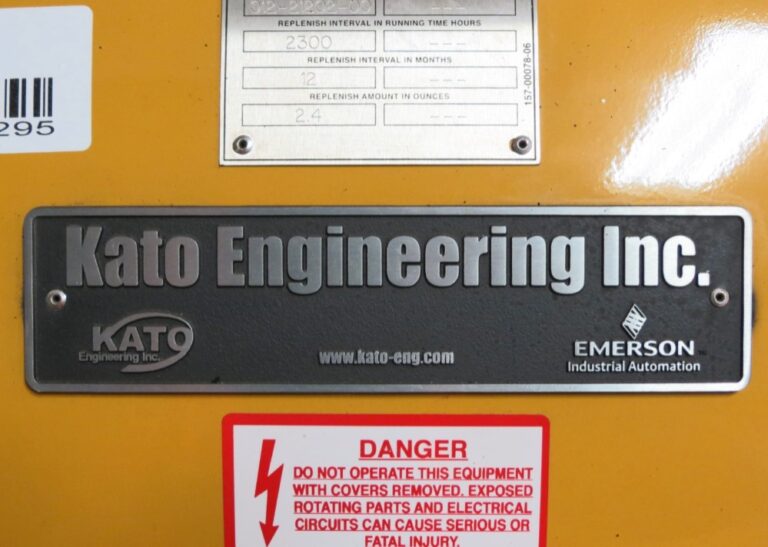 REPLENISH INTERVAL IN RUNNING TIME HOURS
2300 ---
REPLENISH INTERVAL IN MONTHS
12 ---
REPLENISH AMOUNT IN OUNCES
2.4 ---
157-00078-06
295
Kato Engineering Inc.
KATO
Engineering Inc.
www.kato-eng.com
EMERSON
Industrial Automation
DANGER
DO NOT OPERATE THIS EQUIPMENT
WITH COVERS REMOVED. EXPOSED
ROTATING PARTS AND ELECTRICAL
CIRCUITS CAN CAUSE SERIOUS OR
FATAL INJURY.